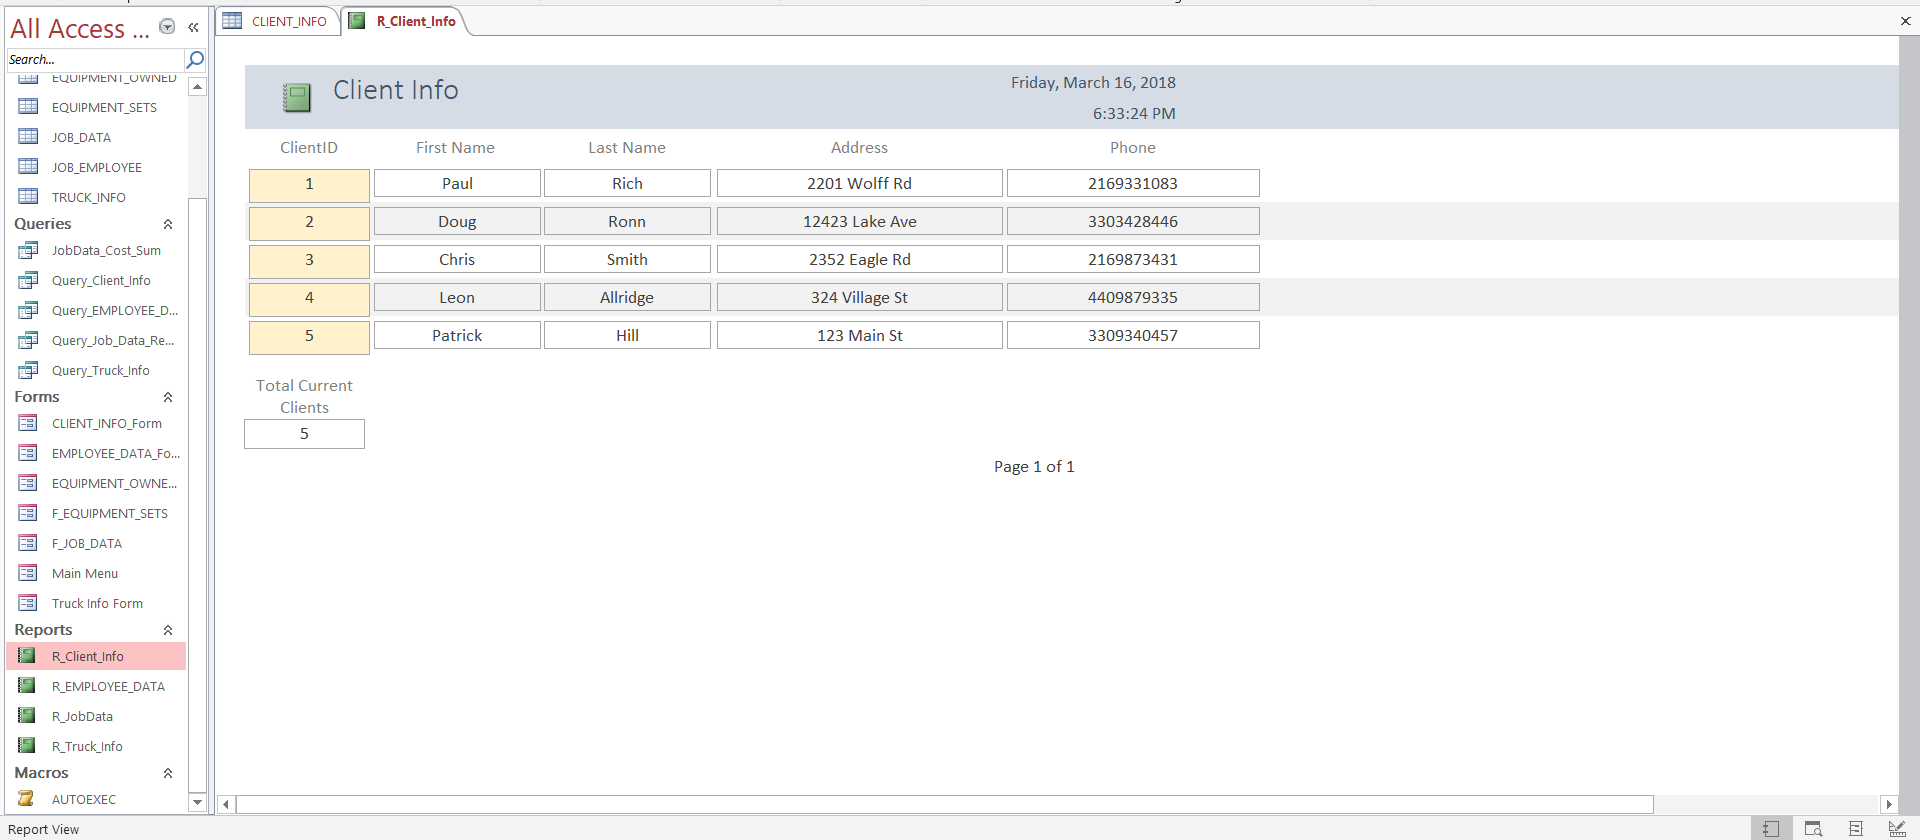 All Access ...
Search...
EQUIPMENT_OWNED
EQUIPMENT_SETS
JOB_DATA
JOB_EMPLOYEE
TRUCK_INFO
Queries
JobData_Cost_Sum
Query_Client_Info
Query_EMPLOYEE_D...
Query_Job_Data_Re...
Query_Truck_Info
Forms
CLIENT_INFO_Form
EMPLOYEE_DATA_Fo...
EQUIPMENT_OWNE...
F_EQUIPMENT_SETS
F_JOB_DATA
Main Menu
Truck Info Form
Reports
R_Client_Info
R_EMPLOYEE_DATA
R_JobData
R_Truck_Info
Macros
AUTOEXEC
CLIENT_INFO R_Client_Info
Client Info
Friday, March 16, 2018
6:33:24 PM
ClientID First Name Last Name Address Phone
1 Paul Rich 2201 Wolff Rd 2169331083
2 Doug Ronn 12423 Lake Ave 3303428446
3 Chris Smith 2352 Eagle Rd 2169873431
4 Leon Allridge 324 Village St 4409879335
5 Patrick Hill 123 Main St 3309340457
Total Current
Clients
5
Page 1 of 1
Report View